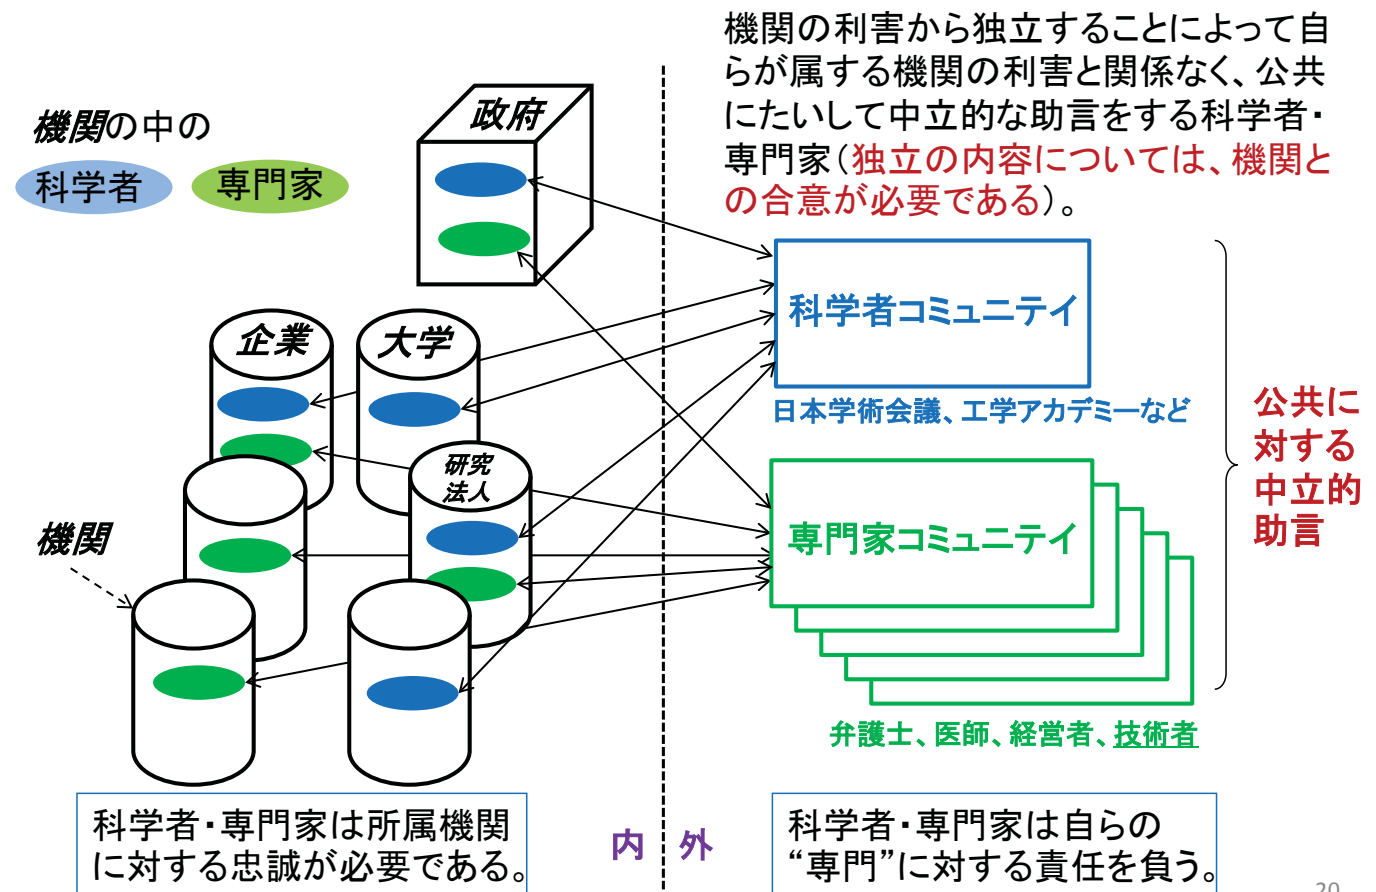 機関の利害から独立することによって自
らが属する機関の利害と関係なく、公共
にたいして中立的な助言をする科学者・
専門家(独立の内容については、機関と
の合意が必要である)。
機関の中の
科学者
専門家
政府
企業
大学
研究
法人
機関
科学者コミュニテイ
日本学術会議、工学アカデミーなど
専門家コミュニテイ
弁護士、医師、経営者、技術者
公共に
対する
中立的
助言
科学者・専門家は所属機関
に対する忠誠が必要である。
内
外
科学者・専門家は自らの
“専門”に対する責任を負う。
20